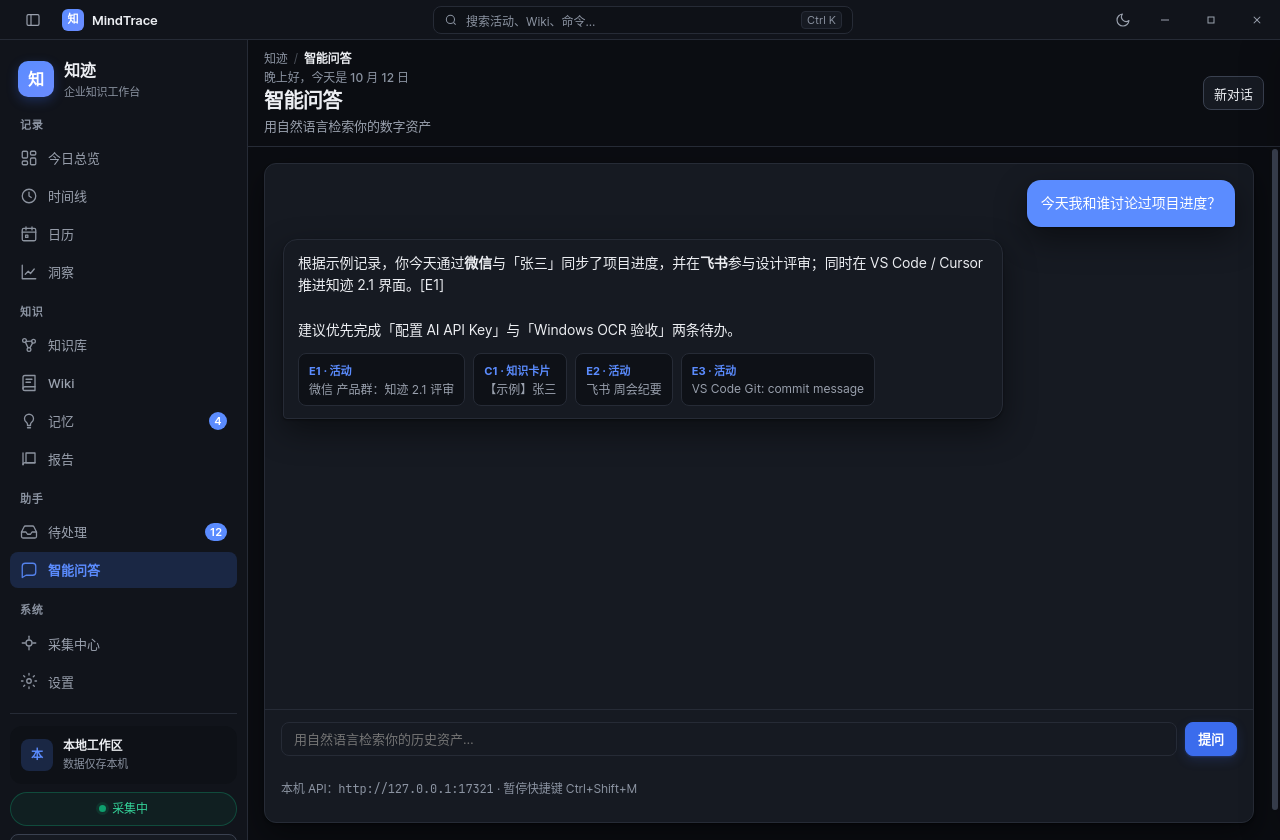 知 MindTrace
搜索活动、Wiki、命令... Ctrl K
知 知迹
企业知识工作台
记录
今日总览
时间线
日历
洞察
知识
知识库
Wiki
记忆 4
报告
助手
待处理 12
智能问答
系统
采集中心
设置
本 本地工作区
数据仅存本机
采集中
知迹 / 智能问答
晚上好，今天是 10 月 12 日
智能问答
用自然语言检索你的数字资产
新对话
今天我和谁讨论过项目进度？
根据示例记录，你今天通过微信与「张三」同步了项目进度，并在飞书参与设计评审；同时在 VS Code / Cursor
推进知迹 2.1 界面。[E1]
建议优先完成「配置 AI API Key」与「Windows OCR 验收」两条待办。
E1 · 活动
微信 产品群：知迹 2.1 评审
C1 · 知识卡片
【示例】张三
E2 · 活动
飞书 周会纪要
E3 · 活动
VS Code Git: commit message
用自然语言检索你的历史资产...
提问
本机 API：http://127.0.0.1:17321 · 暂停快捷键 Ctrl+Shift+M